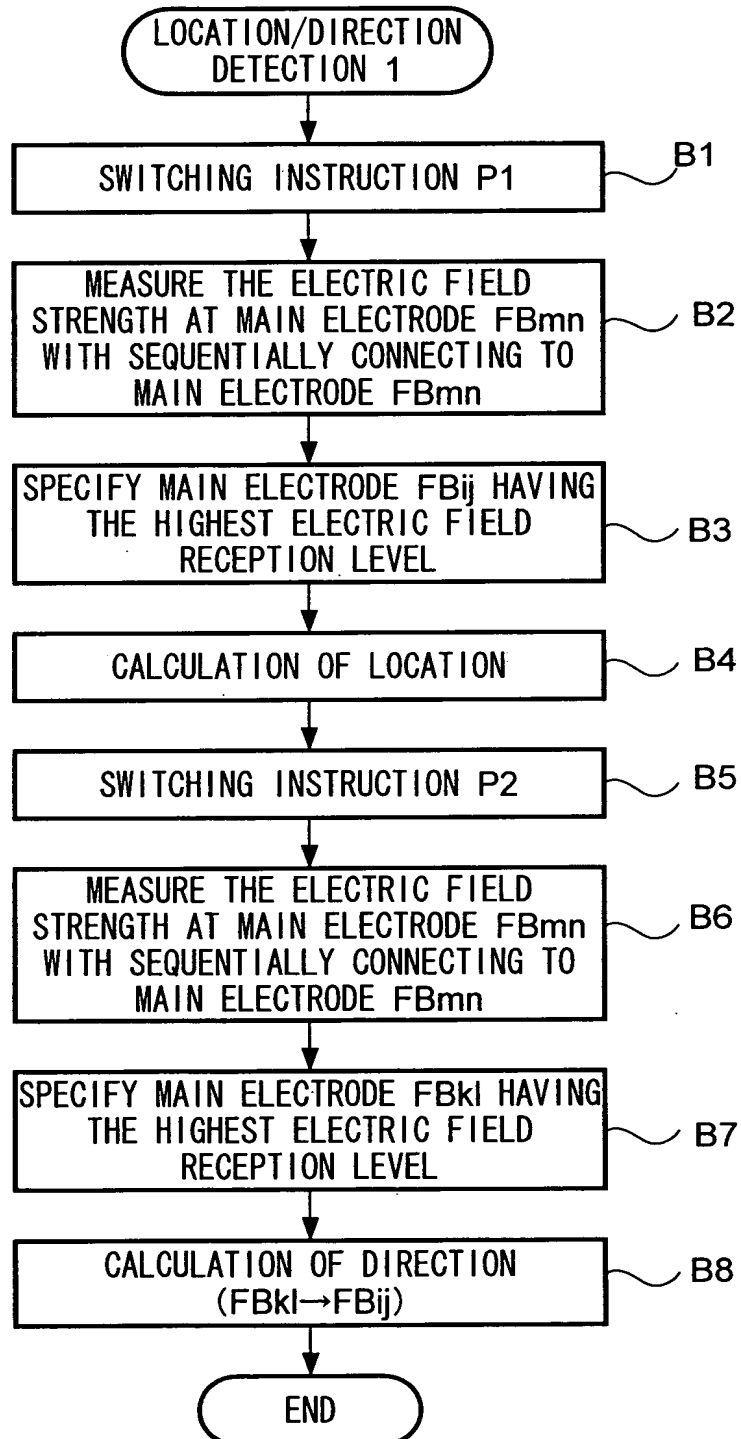 LOCATION/DIRECTION
DETECTION 1
SWITCHING INSTRUCTION P1
B1
MEASURE THE ELECTRIC FIELD
STRENGTH AT MAIN ELECTRODE FBmn
WITH SEQUENTIALLY CONNECTING TO
MAIN ELECTRODE FBmn
B2
SPECIFY MAIN ELECTRODE FBij HAVING
THE HIGHEST ELECTRIC FIELD
RECEPTION LEVEL
B3
CALCULATION OF LOCATION
B4
SWITCHING INSTRUCTION P2
B5
MEASURE THE ELECTRIC FIELD
STRENGTH AT MAIN ELECTRODE FBmn
WITH SEQUENTIALLY CONNECTING TO
MAIN ELECTRODE FBmn
B6
SPECIFY MAIN ELECTRODE FBkl HAVING
THE HIGHEST ELECTRIC FIELD
RECEPTION LEVEL
B7
CALCULATION OF DIRECTION
(FBkl→FBij)
B8
END